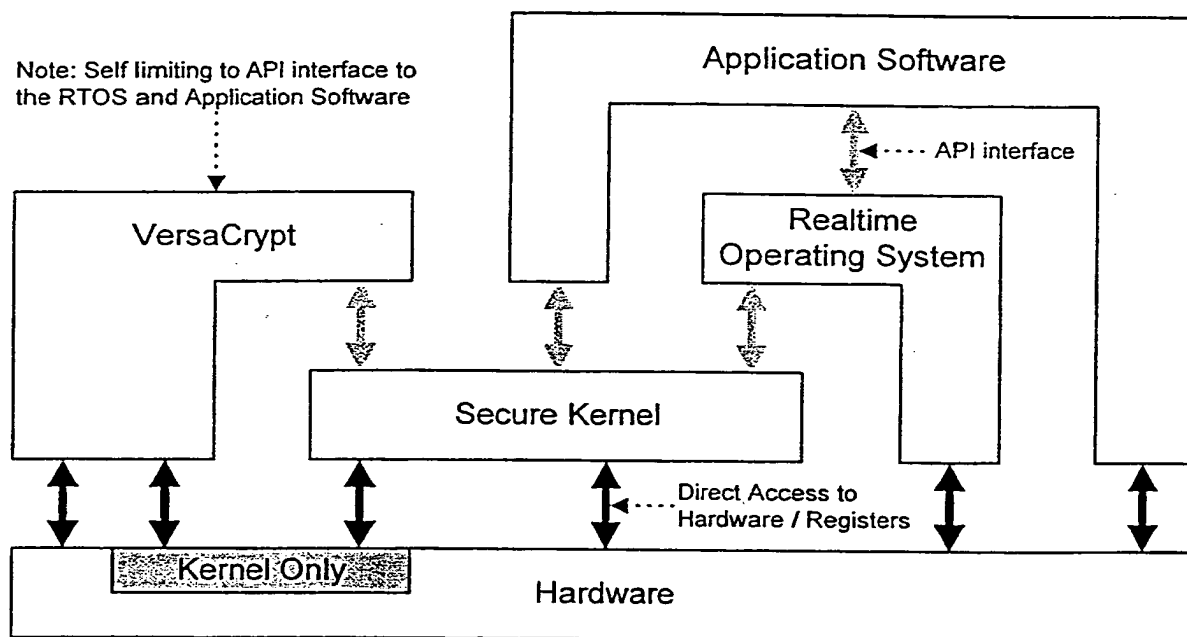 Application Software
Note: Self limiting to API interface to
the RTOS and Application Software
API interface
VersaCrypt
Realtime
Operating System
Secure Kernel
Direct Access to
Hardware / Registers
Kernel Only
Hardware